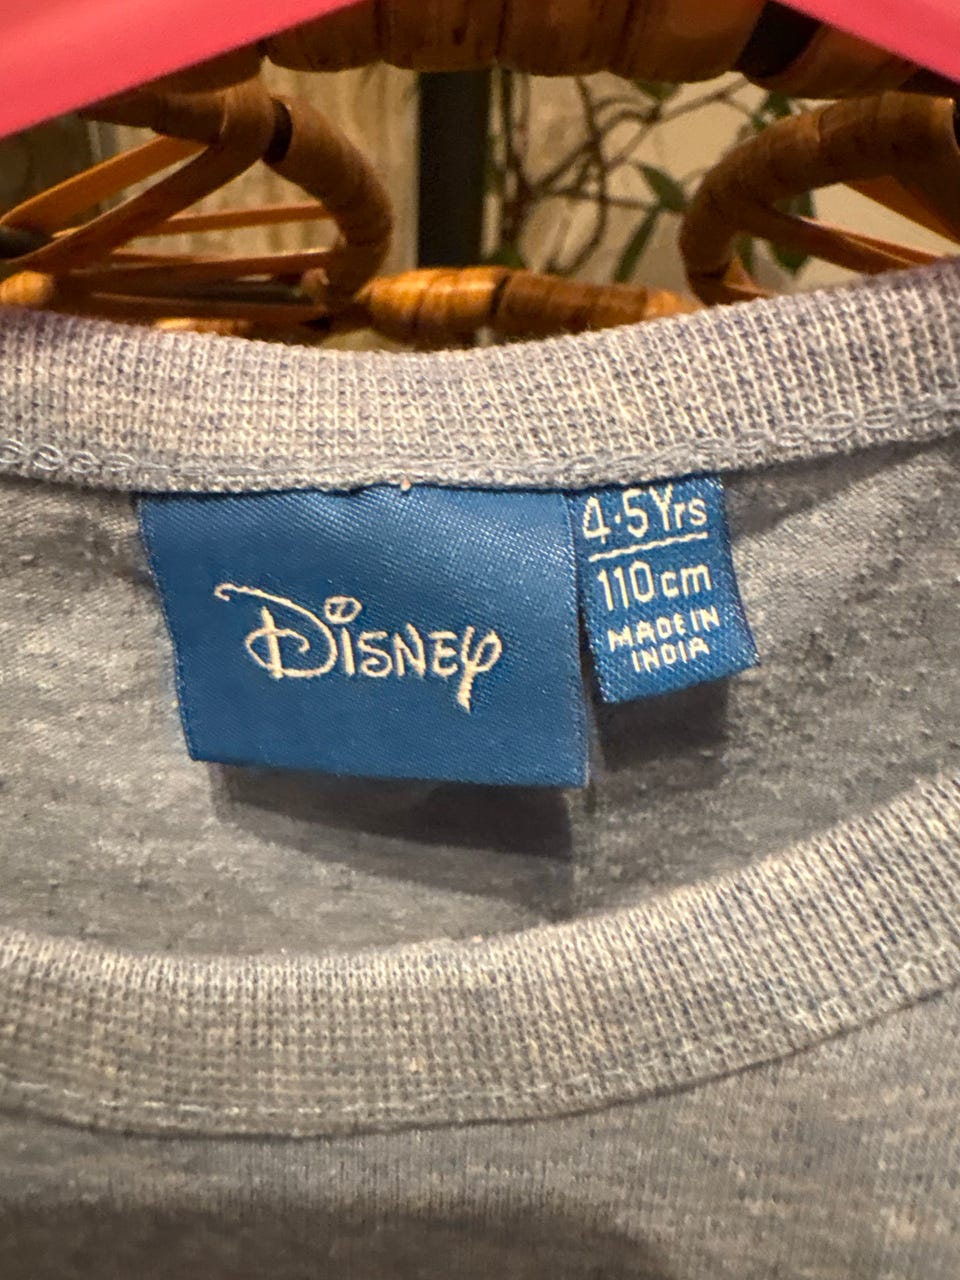 Disney
4-5 Yrs
110cm
MADE IN
INDIA